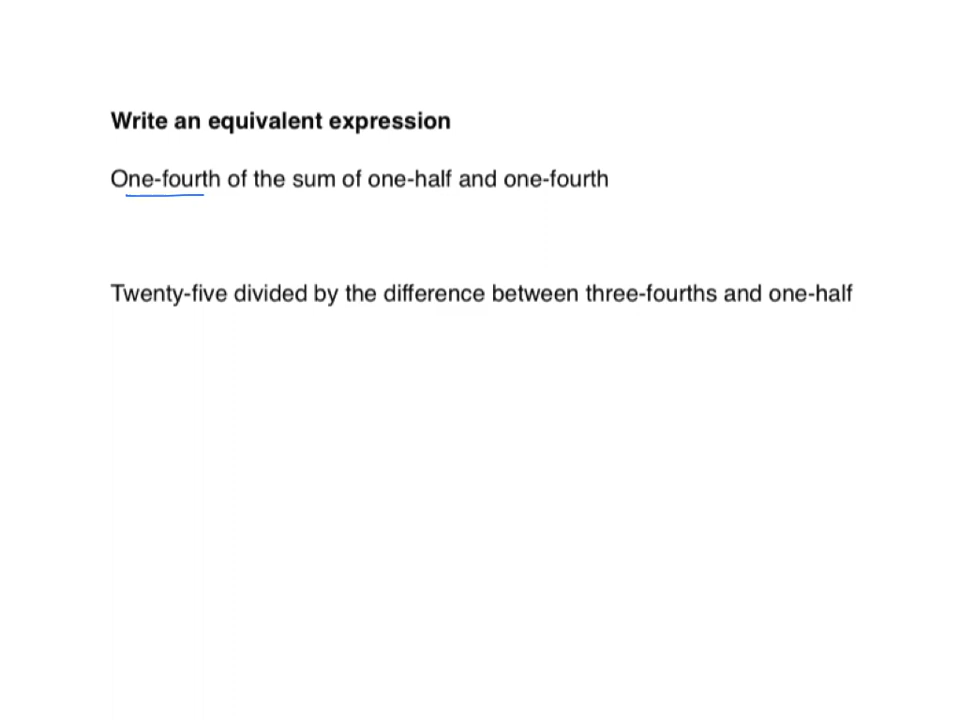 Write an equivalent expression
One-fourth of the sum of one-half and one-fourth
Twenty-five divided by the difference between three-fourths and one-half